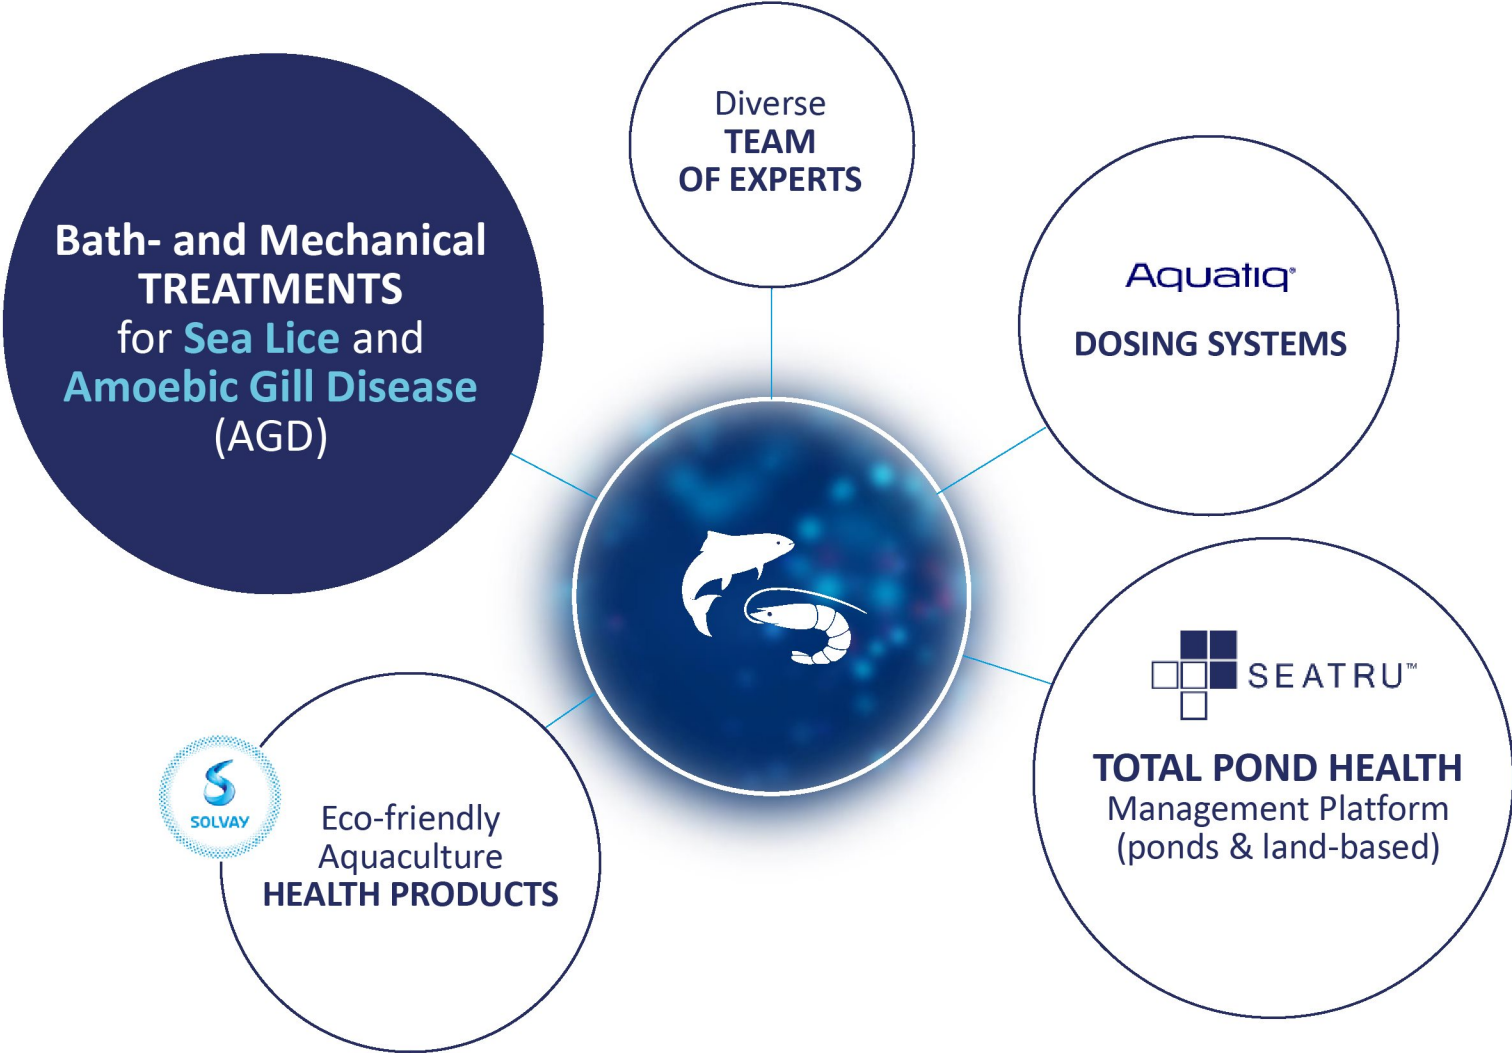 Diverse
TEAM
OF EXPERTS
Bath- and Mechanical
TREATMENTS
for Sea Lice and
Amoebic Gill Disease
(AGD)
Aquatiq®
DOSING SYSTEMS
SEATRU™
TOTAL POND HEALTH
Management Platform
(ponds & land-based)
SOLVAY
Eco-friendly
Aquaculture
HEALTH PRODUCTS